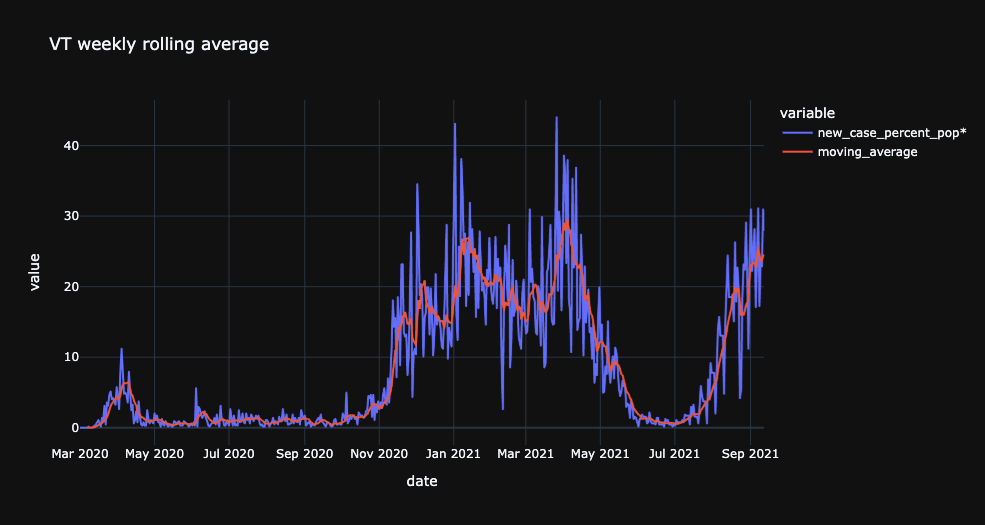 VT weekly rolling average
variable
new_case_percent_pop*
moving_average
value
40
30
20
10
0
Mar 2020 May 2020 Jul 2020 Sep 2020 Nov 2020 Jan 2021 Mar 2021 May 2021 Jul 2021 Sep 2021
date